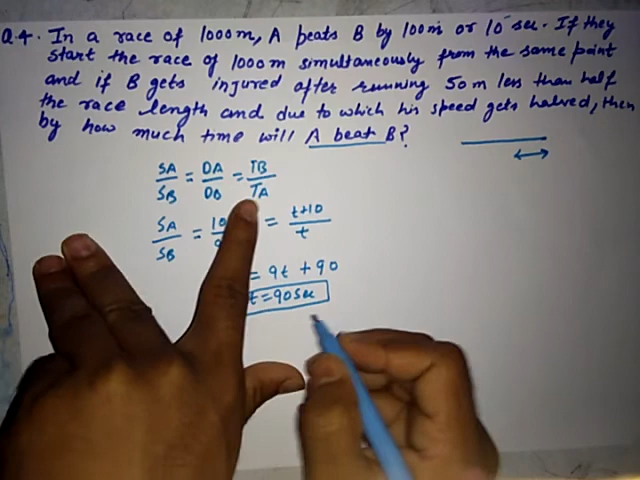 Q.4. In a race of 1000m, A beats B by 100m or 10 sec. If they
start the race of 1000m simultaneously from the same point
and if B gets injured after running 50m less than half
the race length and due to which his speed gets halved, then
by how much time will A beat B?
SA/SB = DA/DB = TB/TA
SA/SB = = t+10/t
= 9t + 90
t = 90sec